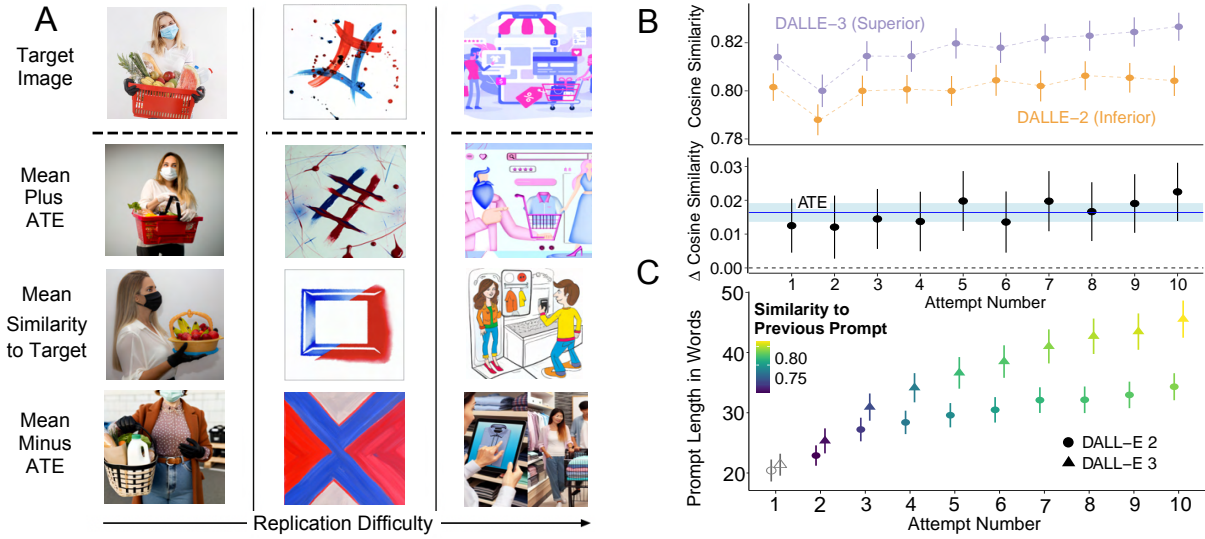 A
Target
Image
Mean
Plus
ATE
Mean
Similarity
to Target
Mean
Minus
ATE
Replication Difficulty
B
Cosine Similarity
0.82
0.80
0.78
DALLE−3 (Superior)
DALLE−2 (Inferior)
Δ Cosine Similarity
0.03
0.02
0.01
0.00
ATE
1 2 3 4 5 6 7 8 9 10
Attempt Number
C
Prompt Length in Words
50
40
30
20
Similarity to
Previous Prompt
0.80
0.75
DALL−E 2
DALL−E 3
1 2 3 4 5 6 7 8 9 10
Attempt Number